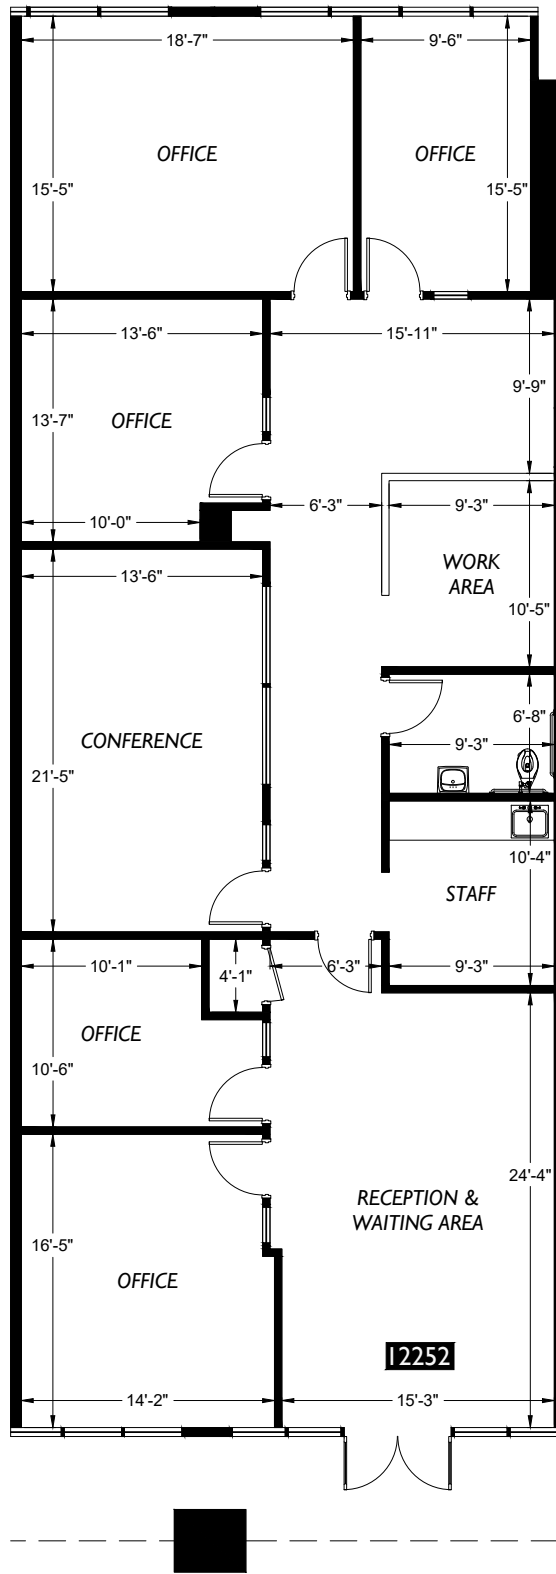 18'-7"
9'-6"
OFFICE
OFFICE
15'-5"
15'-5"
13'-6"
15'-11"
9'-9"
13'-7"
OFFICE
10'-0"
6'-3"
9'-3"
13'-6"
WORK
AREA
10'-5"
6'-8"
CONFERENCE
9'-3"
21'-5"
10'-4"
STAFF
10'-1"
4'-1"
6'-3"
9'-3"
OFFICE
10'-6"
24'-4"
RECEPTION &
WAITING AREA
16'-5"
OFFICE
12252
14'-2"
15'-3"